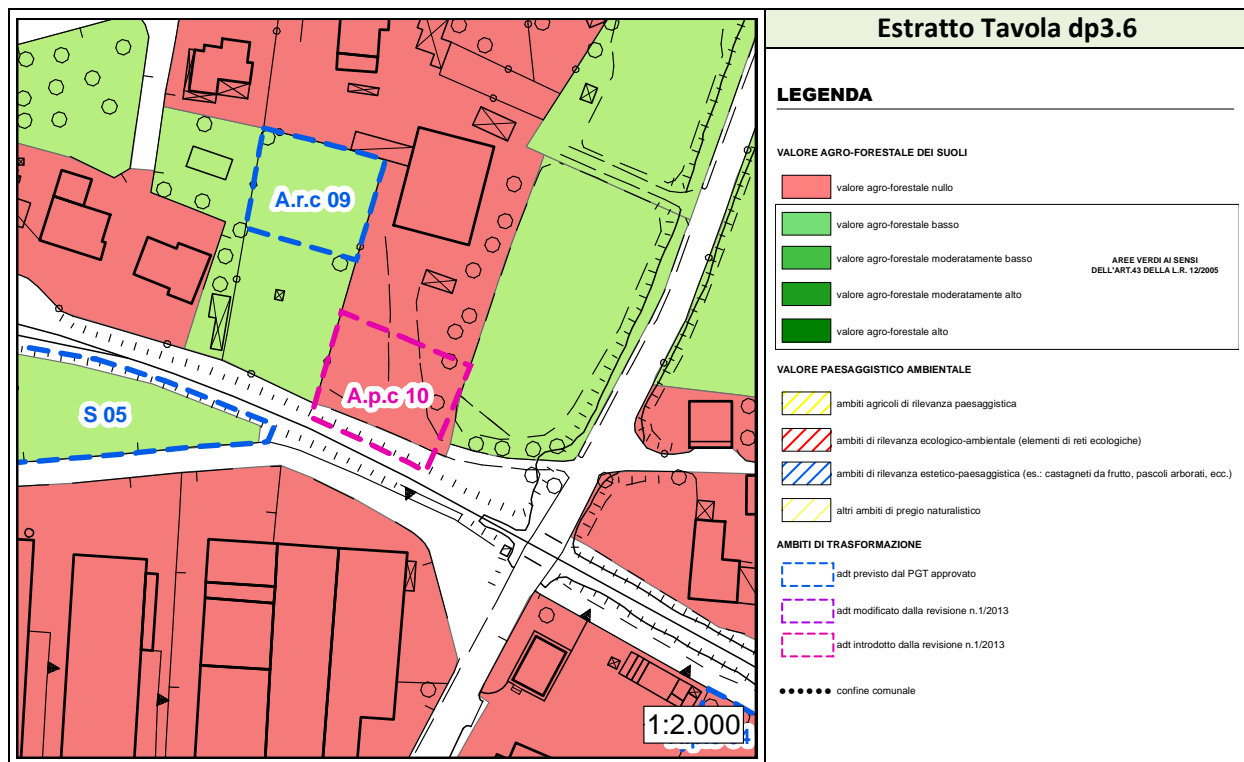 Estratto Tavola dp3.6
A.r.c 09
A.p.c 10
S 05
1:2.000
LEGENDA
VALORE AGRO-FORESTALE DEI SUOLI
valore agro-forestale nullo
valore agro-forestale basso
valore agro-forestale moderatamente basso
valore agro-forestale moderatamente alto
valore agro-forestale alto
AREE VERDI AI SENSI
DELL'ART.43 DELLA L.R. 12/2005
VALORE PAESAGGISTICO AMBIENTALE
ambiti agricoli di rilevanza paesaggistica
ambiti di rilevanza ecologico-ambientale (elementi di reti ecologiche)
ambiti di rilevanza estetico-paesaggistica (es.: castagneti da frutto, pascoli arborati, ecc.)
altri ambiti di pregio naturalistico
AMBITI DI TRASFORMAZIONE
adt previsto dal PGT approvato
adt modificato dalla revisione n.1/2013
adt introdotto dalla revisione n.1/2013
confine comunale